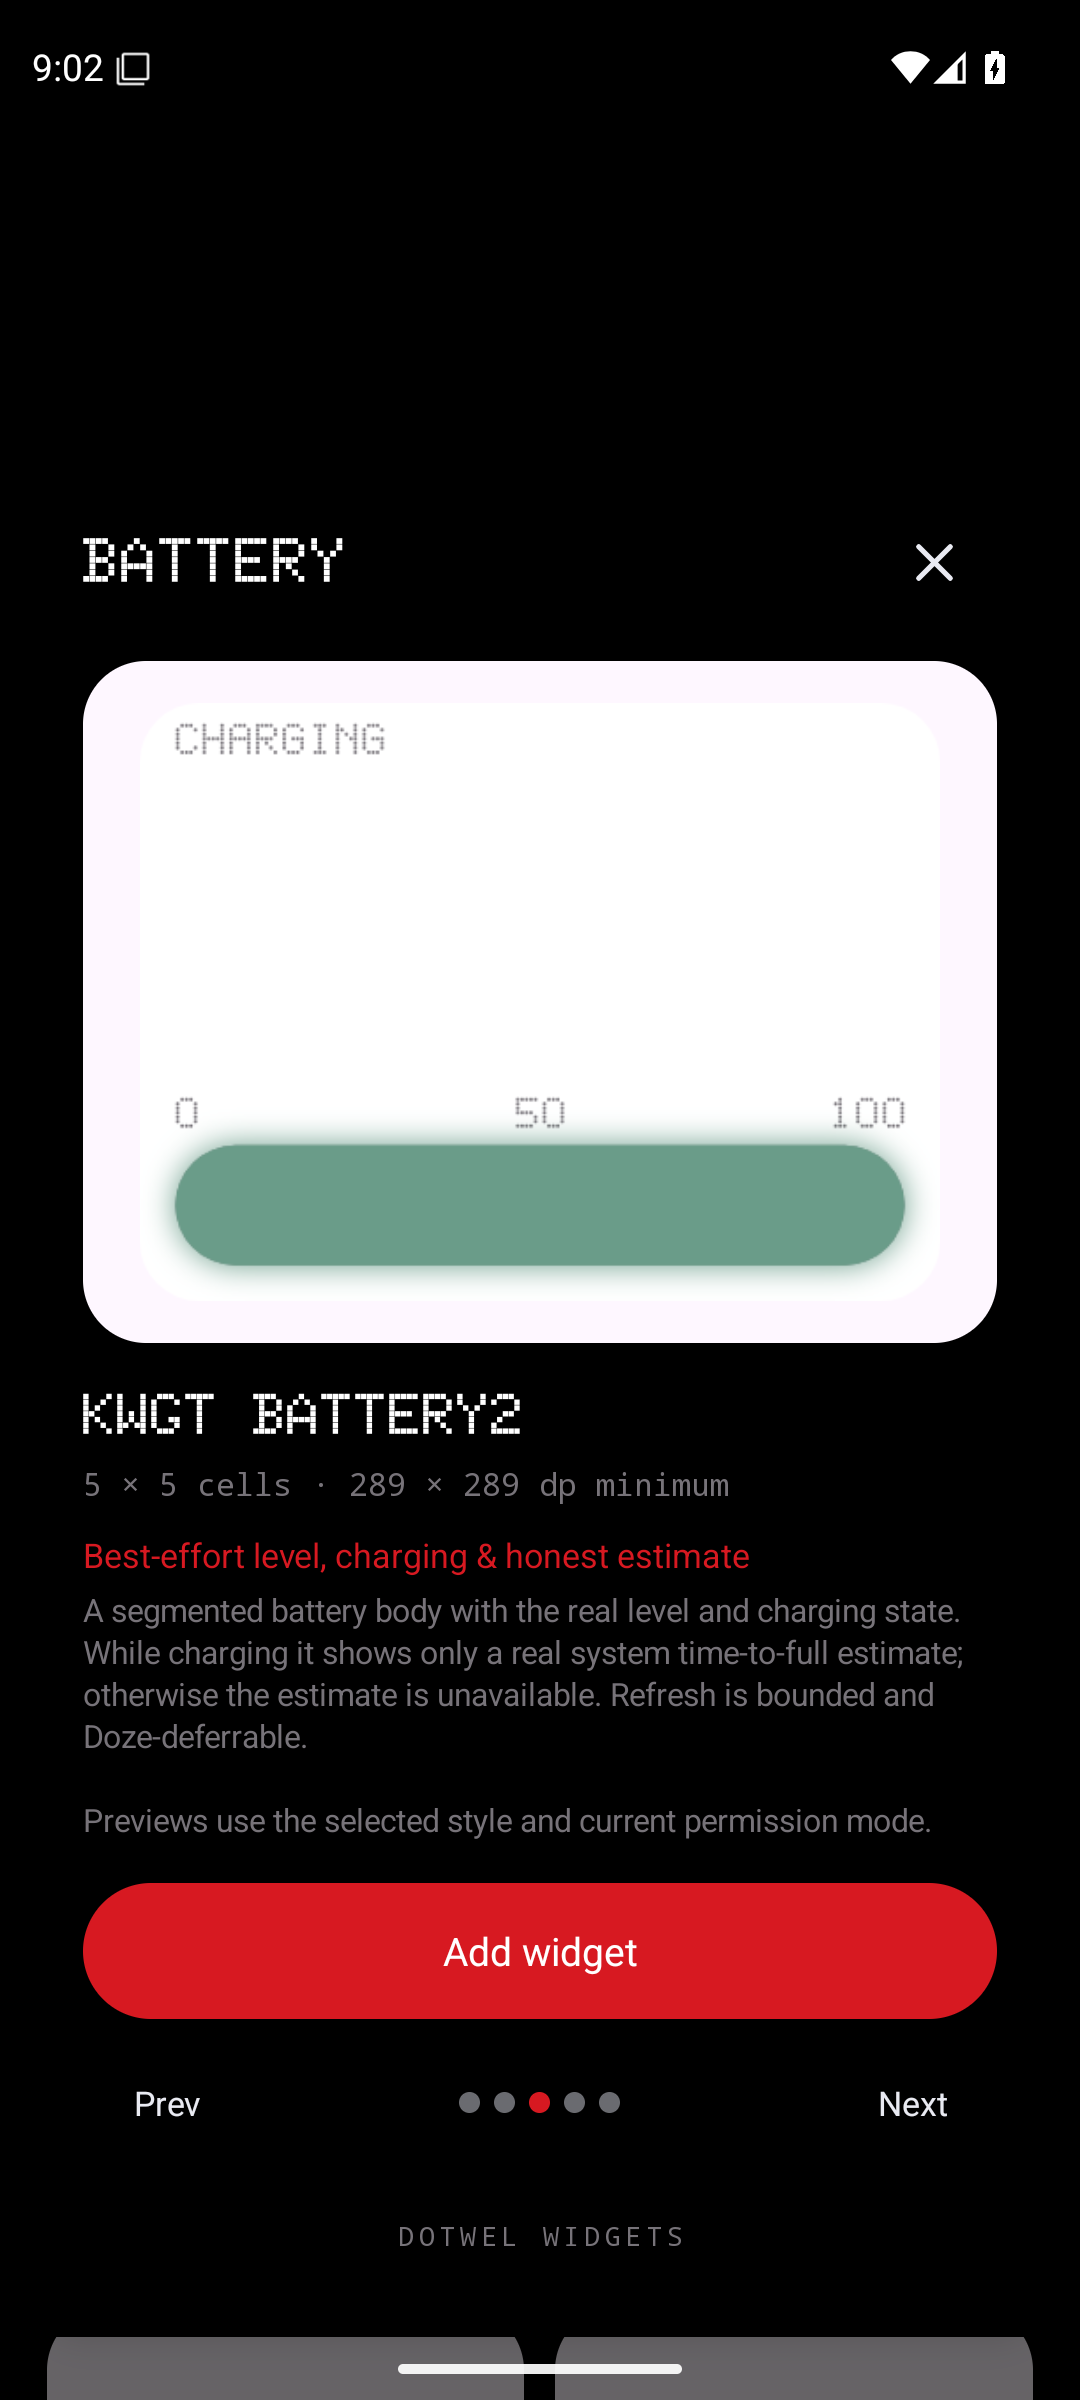 9:02
BATTERY
CHARGING
0 50 100
KWGT BATTERY2
5 × 5 cells · 289 × 289 dp minimum
Best-effort level, charging & honest estimate
A segmented battery body with the real level and charging state.
While charging it shows only a real system time-to-full estimate;
otherwise the estimate is unavailable. Refresh is bounded and
Doze-deferrable.
Previews use the selected style and current permission mode.
Add widget
Prev Next
DOTWEL WIDGETS